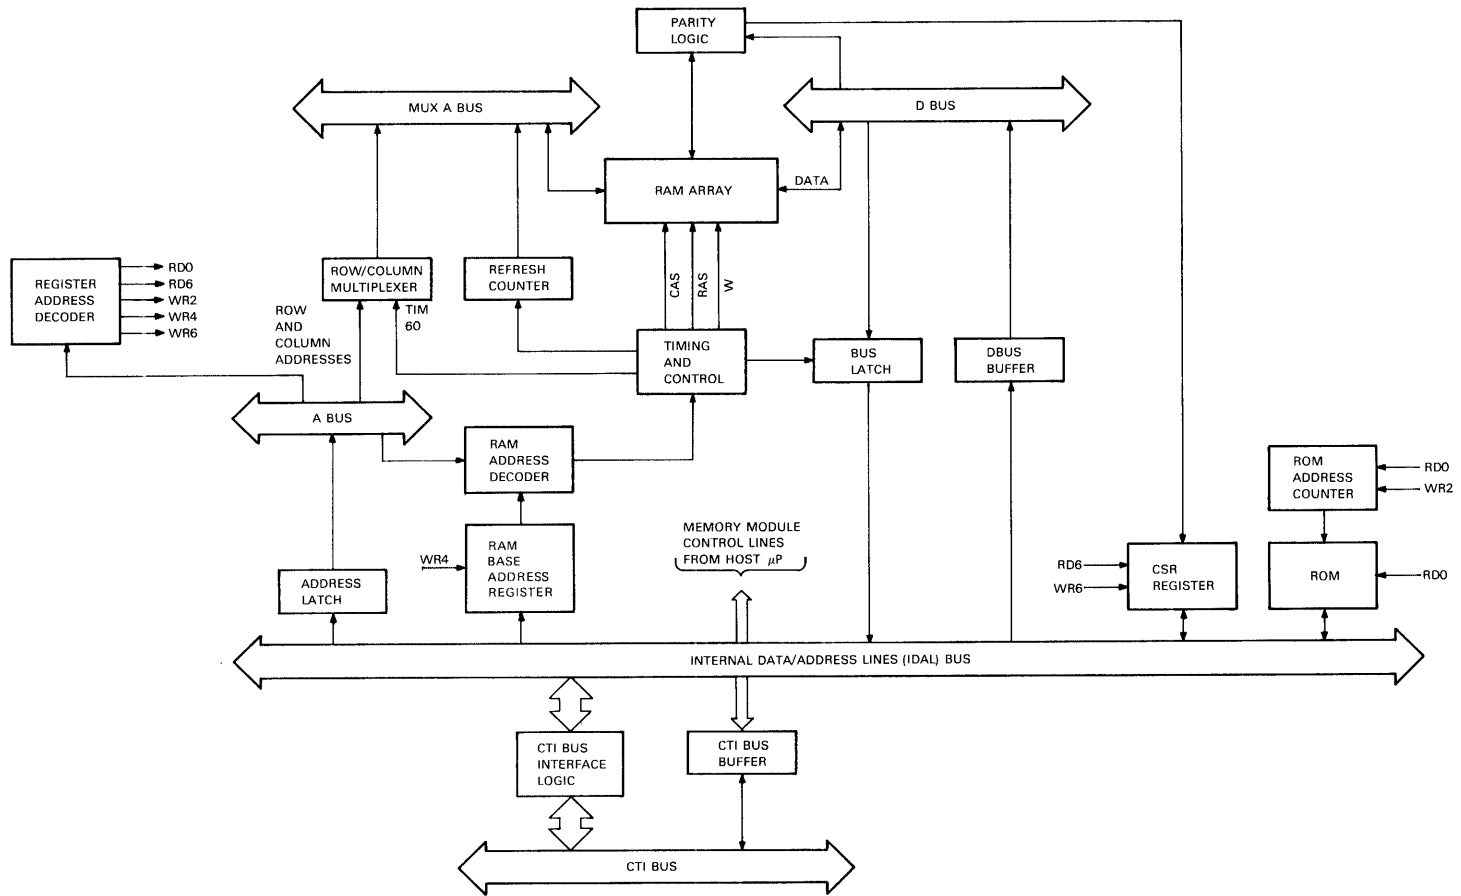 PARITY
LOGIC
MUX A BUS
D BUS
RAM ARRAY
DATA
REGISTER
ADDRESS
DECODER
RD0
RD6
WR2
WR4
WR6
ROW/COLUMN
MULTIPLEXER
REFRESH
COUNTER
CAS
RAS
W
ROW
AND
COLUMN
ADDRESSES
TIM
60
TIMING
AND
CONTROL
BUS
LATCH
DBUS
BUFFER
A BUS
RAM
ADDRESS
DECODER
ROM
ADDRESS
COUNTER
RD0
WR2
MEMORY MODULE
CONTROL LINES
FROM HOST μP
WR4
RAM
BASE
ADDRESS
REGISTER
ADDRESS
LATCH
RD6
WR6
CSR
REGISTER
ROM
RD0
INTERNAL DATA/ADDRESS LINES (IDAL) BUS
CTI BUS
INTERFACE
LOGIC
CTI BUS
BUFFER
CTI BUS